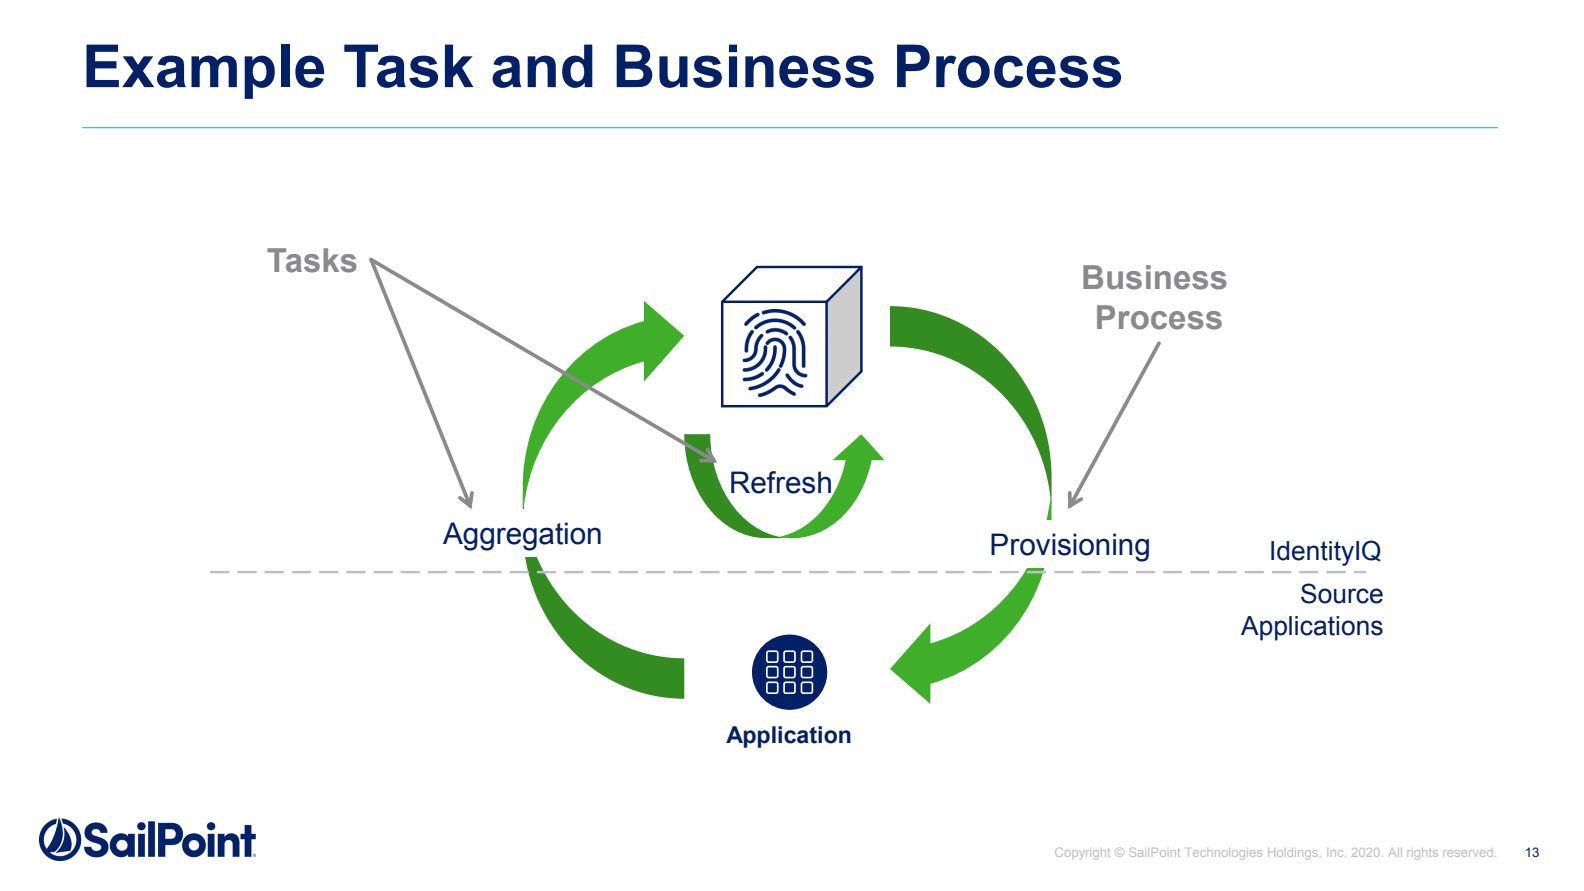 Example Task and Business Process
Tasks
Business
Process
Refresh
Aggregation
Provisioning
IdentityIQ
Source
Applications
Application
SailPoint
Copyright © SailPoint Technologies Holdings, Inc. 2020. All rights reserved.
13